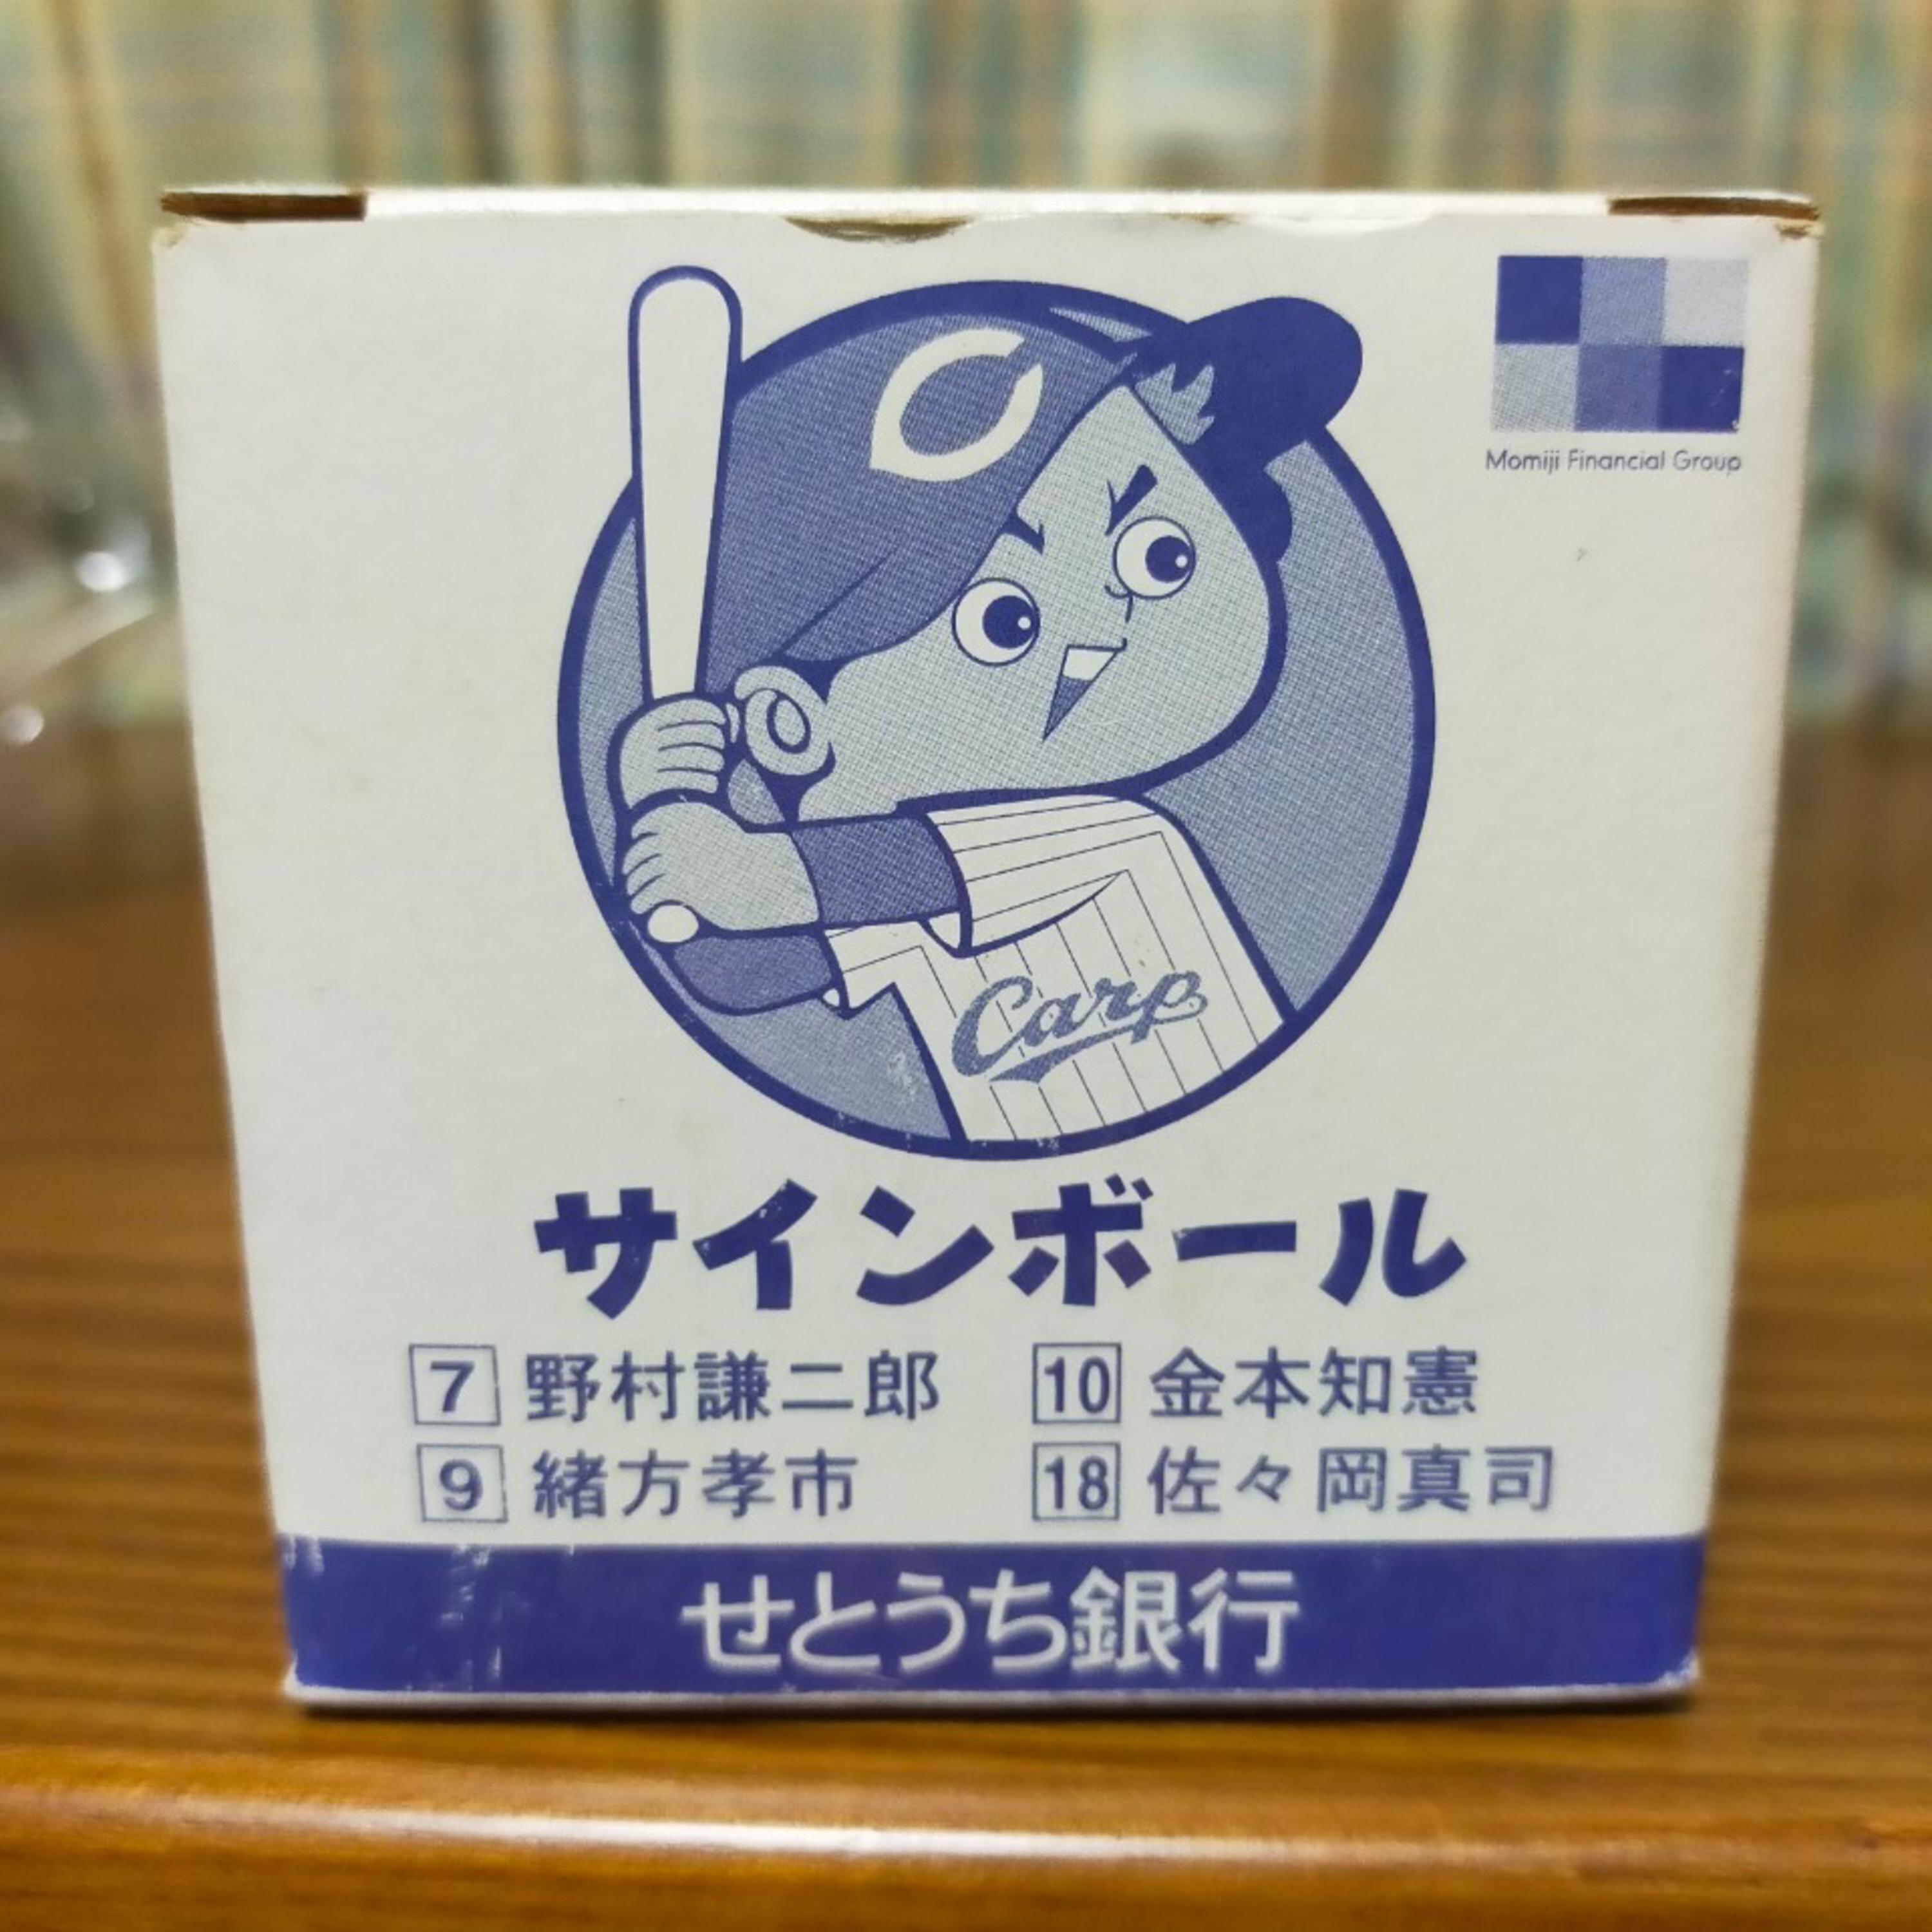 C
Momiji Financial Group
Carp
サインボール
7 野村謙二郎 10 金本知憲
9 緒方孝市 18 佐々岡真司
せとうち銀行